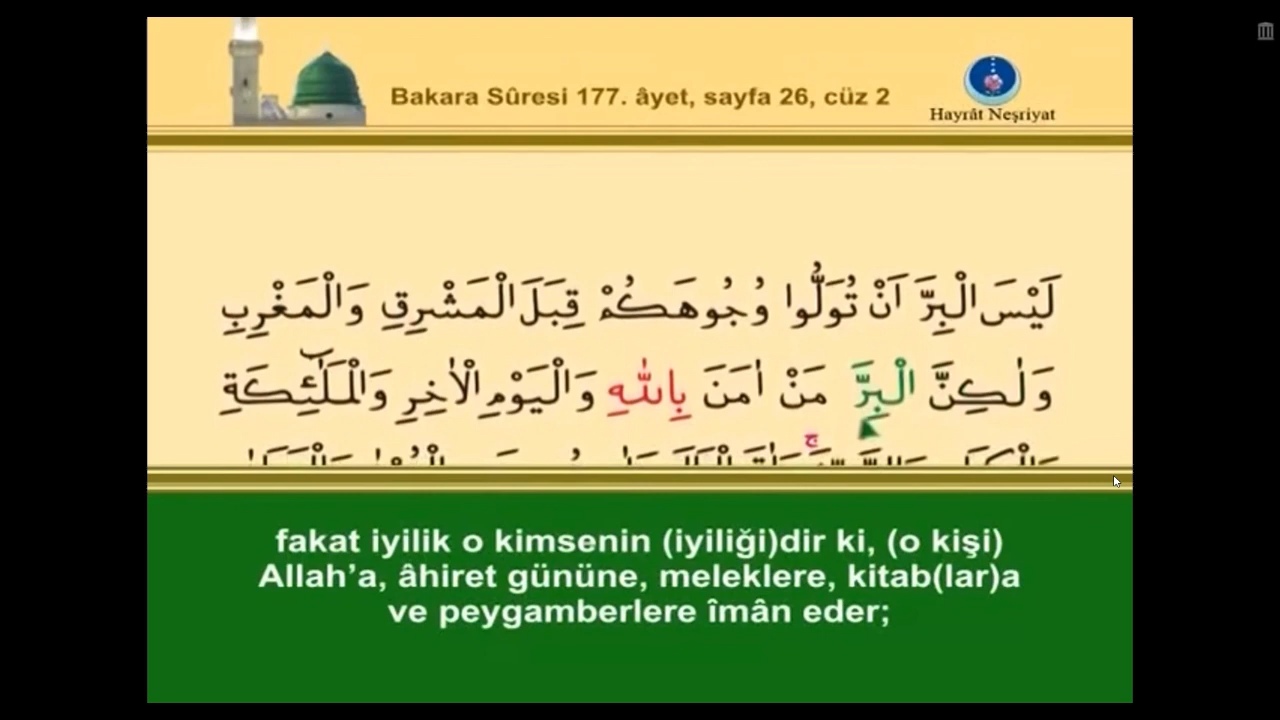 Bakara Sûresi 177. âyet, sayfa 26, cüz 2
Hayrât Neşriyat
لَيْسَ الْبِرَّ اَنْ تُوَلُّوا وُجُوهَكُمْ قِبَلَ الْمَشْرِقِ وَالْمَغْرِبِ
وَلٰكِنَّ الْبِرَّ مَنْ اٰمَنَ بِاللّٰهِ وَالْيَوْمِ الْاٰخِرِ وَالْمَلٰٓئِكَةِ
ج
fakat iyilik o kimsenin (iyiliği)dir ki, (o kişi)
Allah’a, âhiret gününe, meleklere, kitab(lar)a
ve peygamberlere îmân eder;